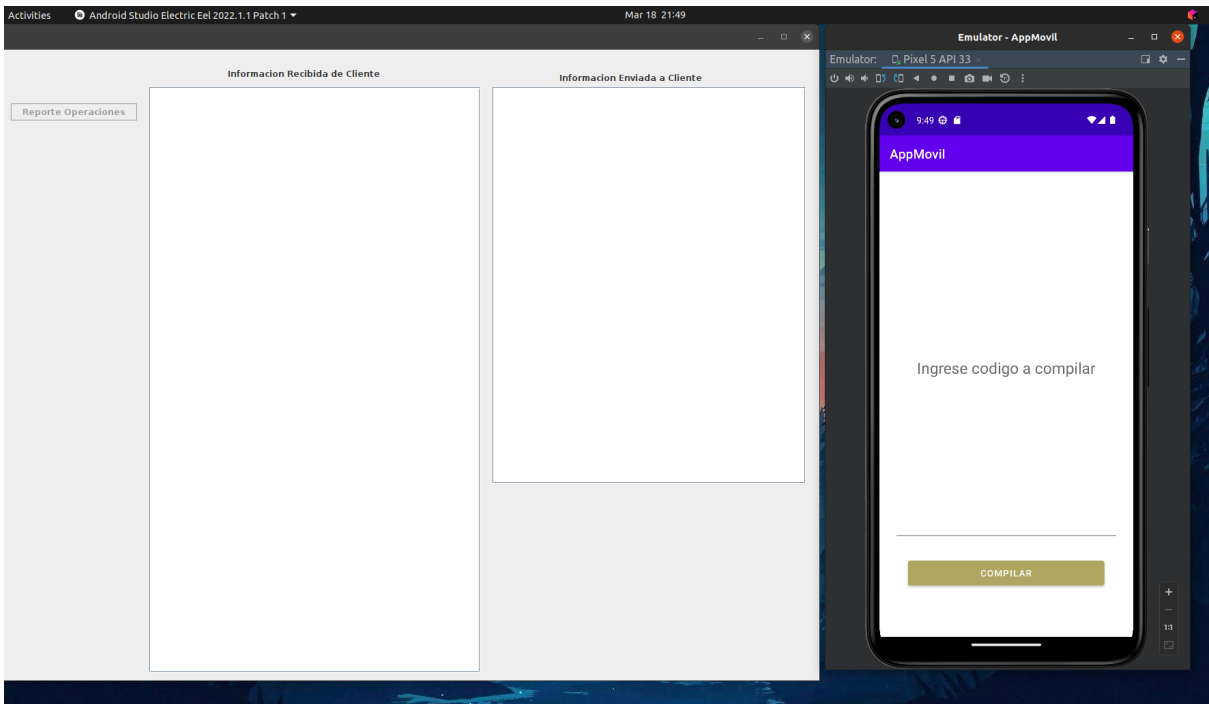 Activities Android Studio Electric Eel 2022.1.1 Patch 1 Mar 18 21:49
Informacion Recibida de Cliente
Informacion Enviada a Cliente
Reporte Operaciones
Emulator - AppMovil
Emulator: Pixel 5 API 33
9:49
AppMovil
Ingrese codigo a compilar
COMPILAR
1:1